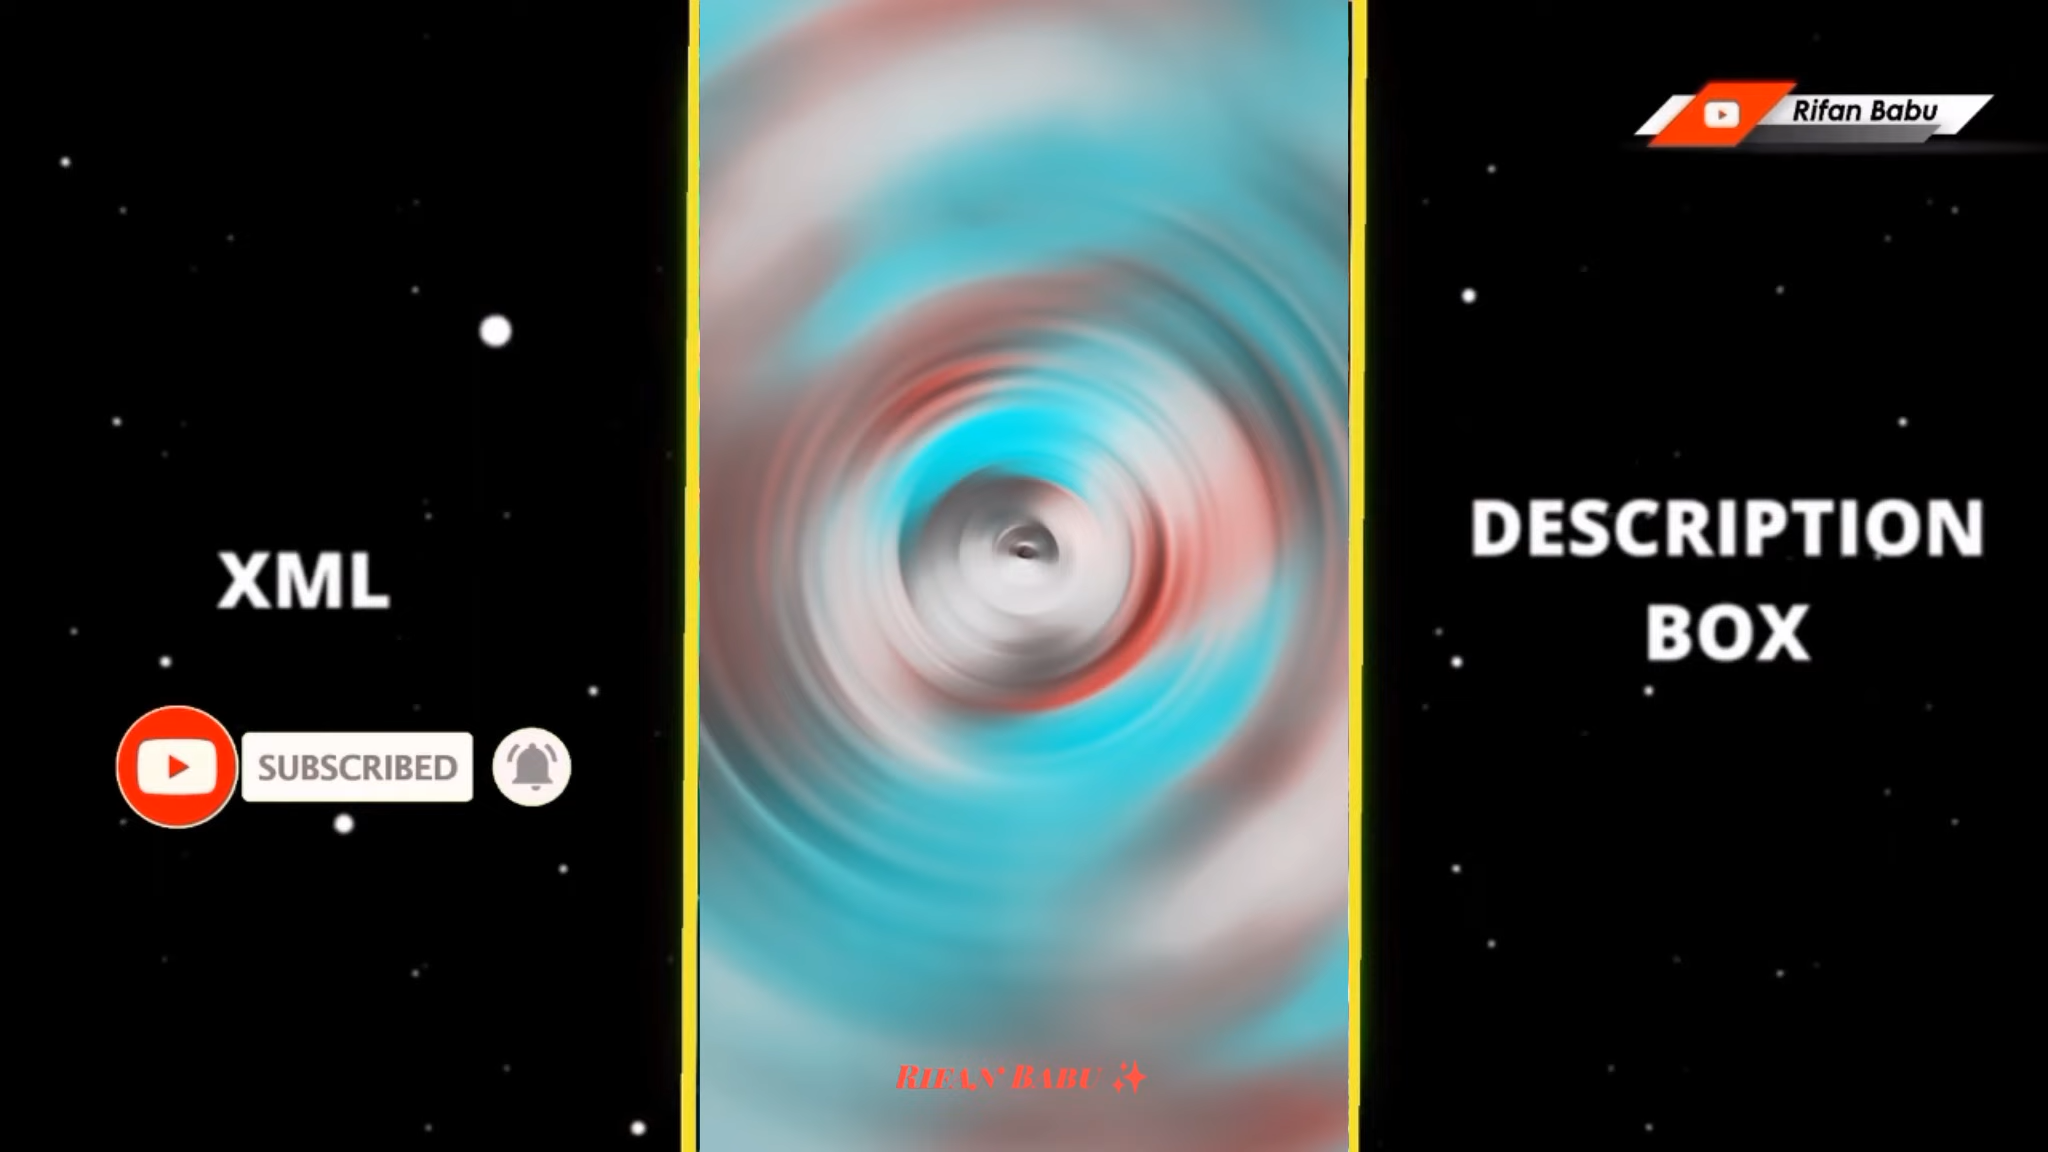 Rifan Babu
XML
DESCRIPTION
BOX
SUBSCRIBED
RIFAN BABU ✨